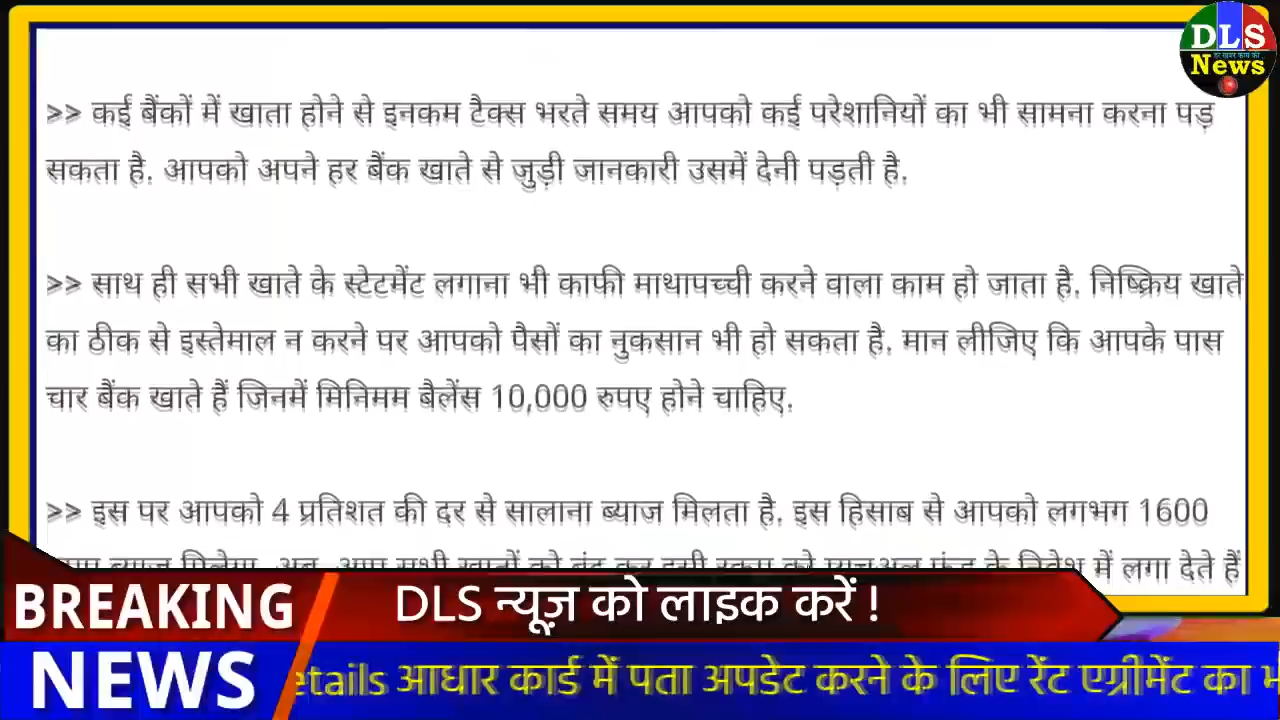 DLS
News
>> कई बैंकों में खाता होने से इनकम टैक्स भरते समय आपको कई परेशानियों का भी सामना करना पड़
सकता है. आपको अपने हर बैंक खाते से जुड़ी जानकारी उसमें देनी पड़ती है.
>> साथ ही सभी खाते के स्टेटमेंट लगाना भी काफी माथापच्ची करने वाला काम हो जाता है. निष्क्रिय खाते
का ठीक से इस्तेमाल न करने पर आपको पैसों का नुकसान भी हो सकता है. मान लीजिए कि आपके पास
चार बैंक खाते हैं जिनमें मिनिमम बैलेंस 10,000 रुपए होने चाहिए.
>> इस पर आपको 4 प्रतिशत की दर से सालाना ब्याज मिलता है. इस हिसाब से आपको लगभग 1600
में लगा देते हैं
BREAKING
NEWS
DLS न्यूज़ को लाइक करें !
etails आधार कार्ड में पता अपडेट करने के लिए रेंट एग्रीमेंट का